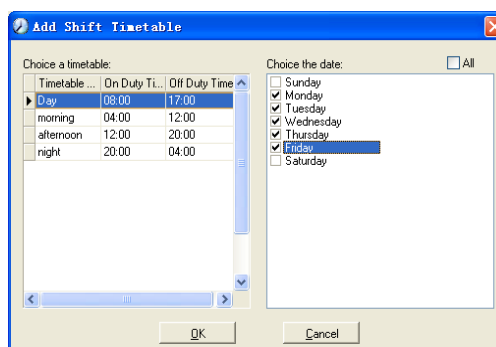 Add Shift Timetable
Choice a timetable:
Timetable ... On Duty Ti... Off Duty Time
Day 08:00 17:00
morning 04:00 12:00
afternoon 12:00 20:00
night 20:00 04:00
Choice the date:
All
Sunday
Monday
Tuesday
Wednesday
Thursday
Friday
Saturday
OK
Cancel